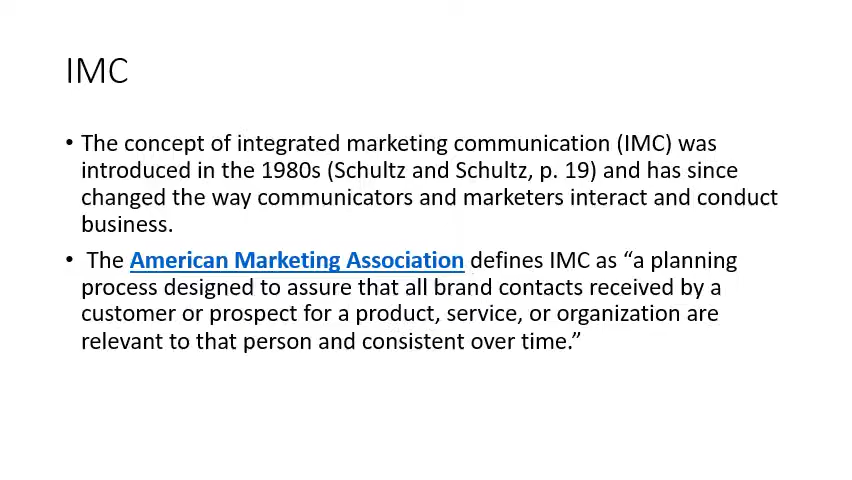 IMC
• The concept of integrated marketing communication (IMC) was
introduced in the 1980s (Schultz and Schultz, p. 19) and has since
changed the way communicators and marketers interact and conduct
business.
• The American Marketing Association defines IMC as “a planning
process designed to assure that all brand contacts received by a
customer or prospect for a product, service, or organization are
relevant to that person and consistent over time.”